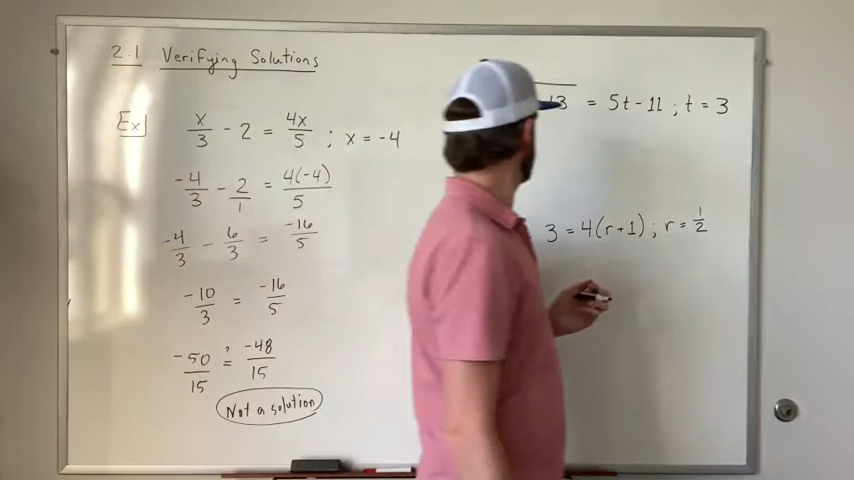 2.1 Verifying Solutions
Ex] x/3 - 2 = 4x/5 ; x = -4
-4/3 - 2/1 = 4(-4)/5
-4/3 - 6/3 = -16/5
-10/3 = -16/5
-50/15 ?= -48/15
Not a solution
13 = 5t - 11 ; t = 3
3 = 4(r+1) ; r = 1/2